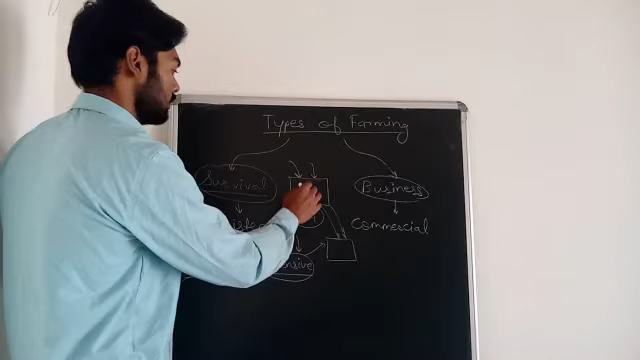 Types of Farming
Survival
Business
Commercial